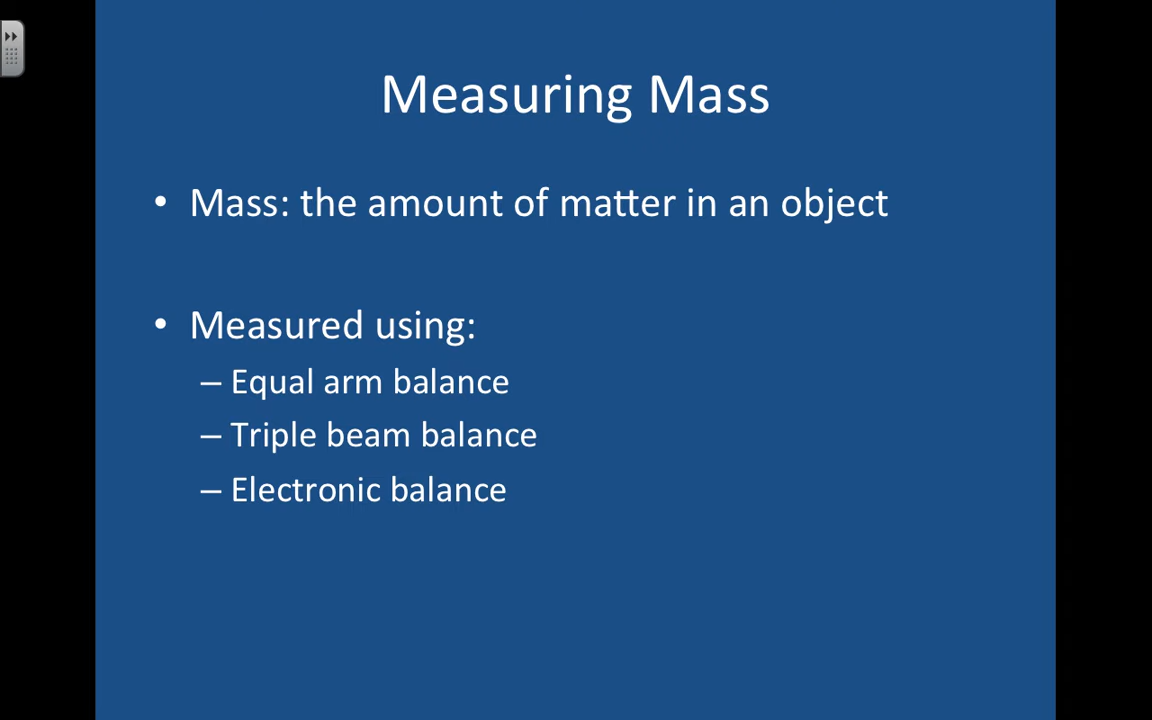 Measuring Mass
• Mass: the amount of matter in an object
• Measured using:
– Equal arm balance
– Triple beam balance
– Electronic balance